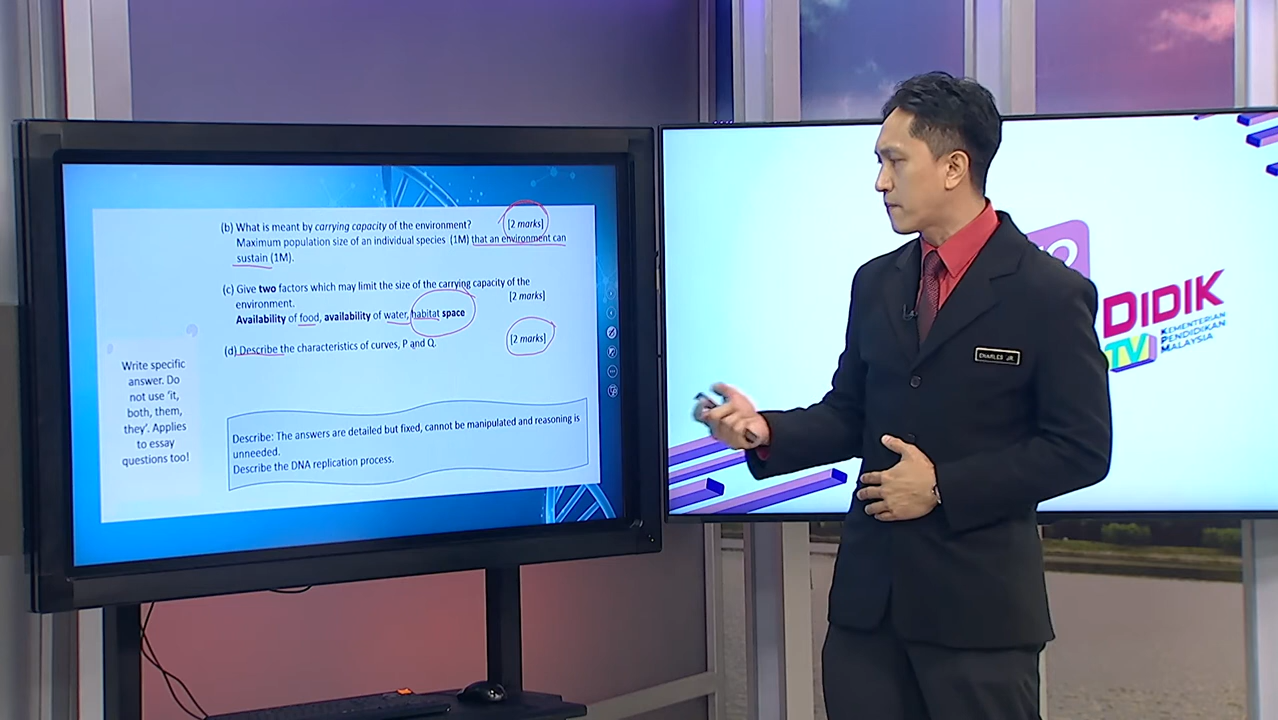 (b) What is meant by carrying capacity of the environment? [2 marks]
Maximum population size of an individual species (1M) that an environment can
sustain (1M).
(c) Give two factors which may limit the size of the carrying capacity of the
environment. [2 marks]
Availability of food, availability of water, habitat space
(d) Describe the characteristics of curves, P and Q. [2 marks]
Write specific
answer. Do
not use 'it,
both, them,
they'. Applies
to essay
questions too!
Describe: The answers are detailed but fixed, cannot be manipulated and reasoning is
unneeded.
Describe the DNA replication process.
CHARLES JR.
DIDIK
TV
KEMENTERIAN
PENDIDIKAN
MALAYSIA